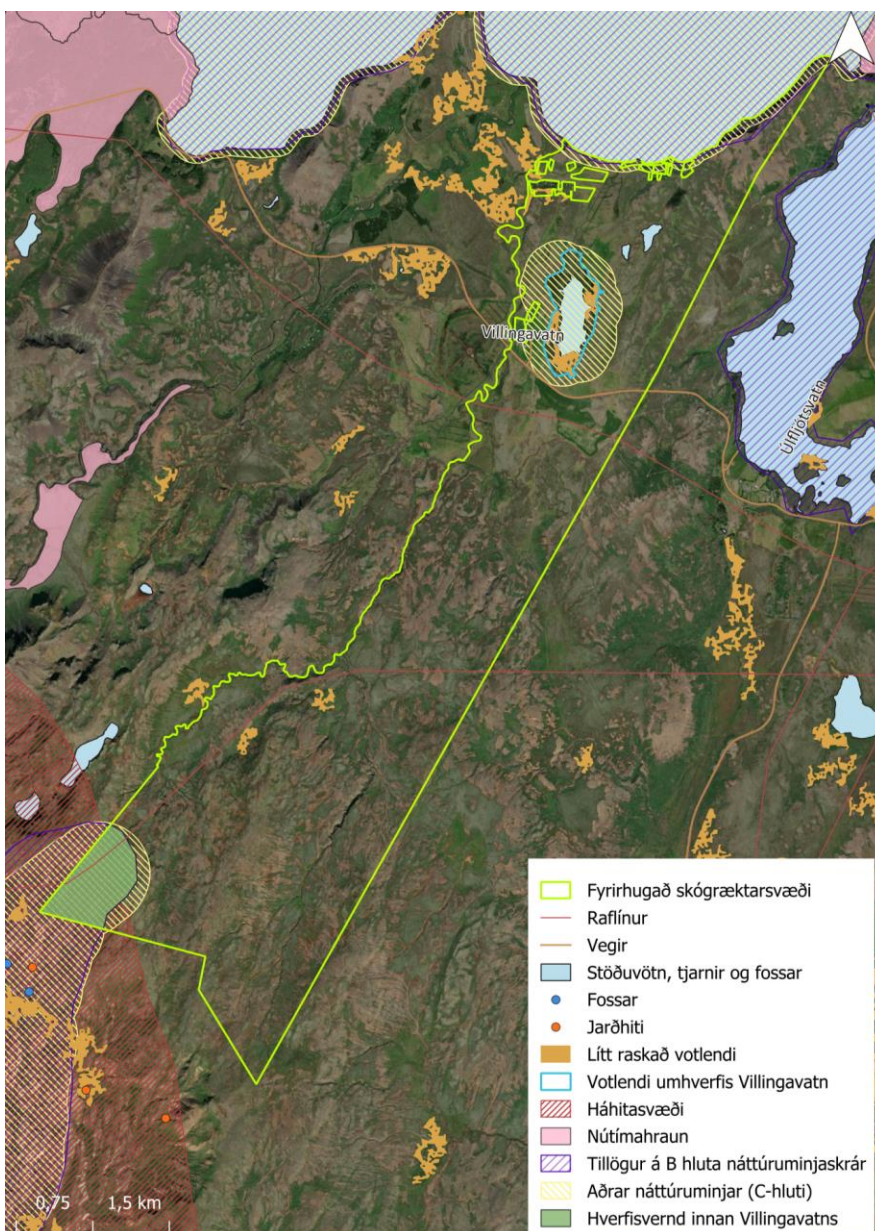 Villingavatn
Úlfljótsvatn
Fyrirhugað skógræktarsvæði
Raflínur
Vegir
Stöðuvötn, tjarnir og fossar
Fossar
Jarðhiti
Lítt raskað votlendi
Votlendi umhverfis Villingavatn
Háhitasvæði
Nútímahraun
Tillögur á B hluta náttúruminjaskrár
Aðrar náttúruminjar (C-hluti)
Hverfisvernd innan Villingavatns
0,75 1,5 km